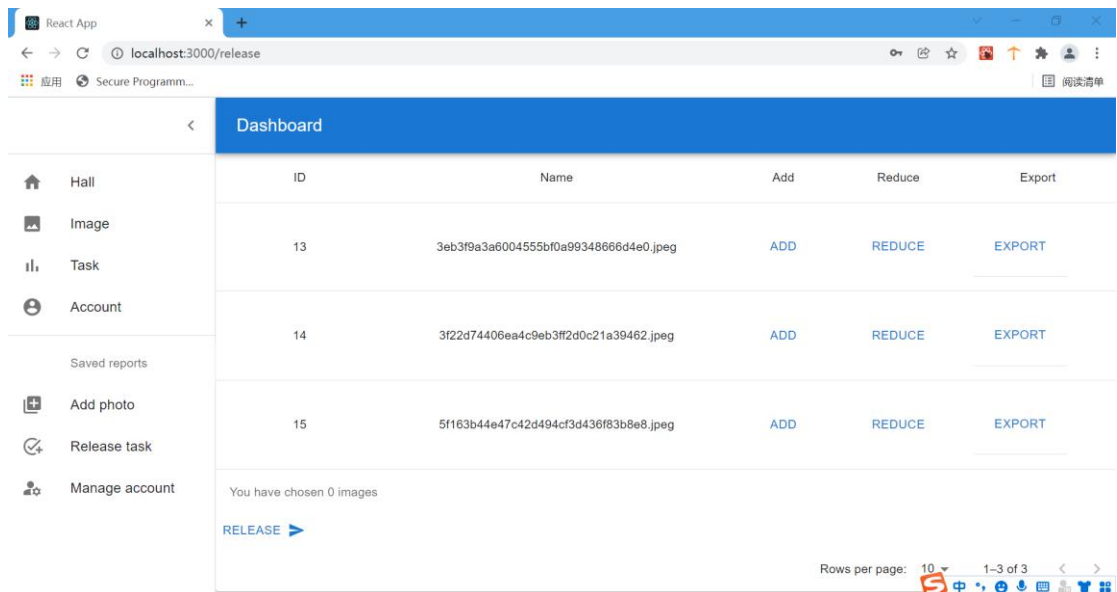 React App
localhost:3000/release
应用 Secure Programm...
阅读清单
Dashboard
Hall
Image
Task
Account
Saved reports
Add photo
Release task
Manage account
ID Name Add Reduce Export
13 3eb3f9a3a6004555bf0a99348666d4e0.jpeg ADD REDUCE EXPORT
14 3f22d74406ea4c9eb3ff2d0c21a39462.jpeg ADD REDUCE EXPORT
15 5f163b44e47c42d494cf3d436f83b8e8.jpeg ADD REDUCE EXPORT
You have chosen 0 images
RELEASE
Rows per page: 10 1–3 of 3
中